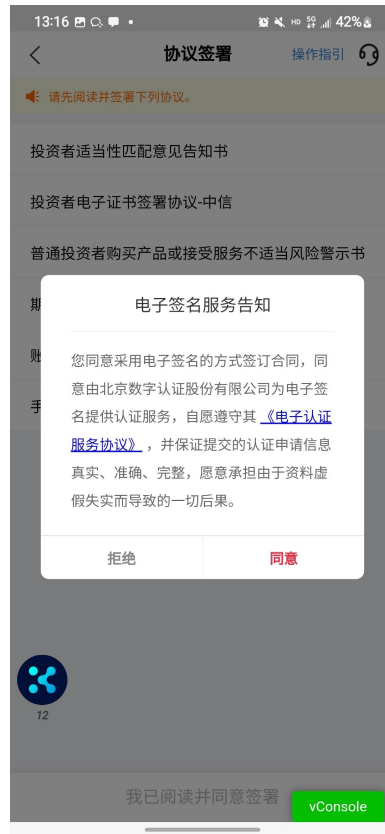 13:16
HD 5G 42%
协议签署
操作指引
请先阅读并签署下列协议。
投资者适当性匹配意见告知书
投资者电子证书签署协议-中信
普通投资者购买产品或接受服务不适当风险警示书
期
账
手
电子签名服务告知
您同意采用电子签名的方式签订合同，同
意由北京数字认证股份有限公司为电子签
名提供认证服务，自愿遵守其《电子认证
服务协议》，并保证提交的认证申请信息
真实、准确、完整，愿意承担由于资料虚
假失实而导致的一切后果。
拒绝
同意
12
我已阅读并同意签署
vConsole